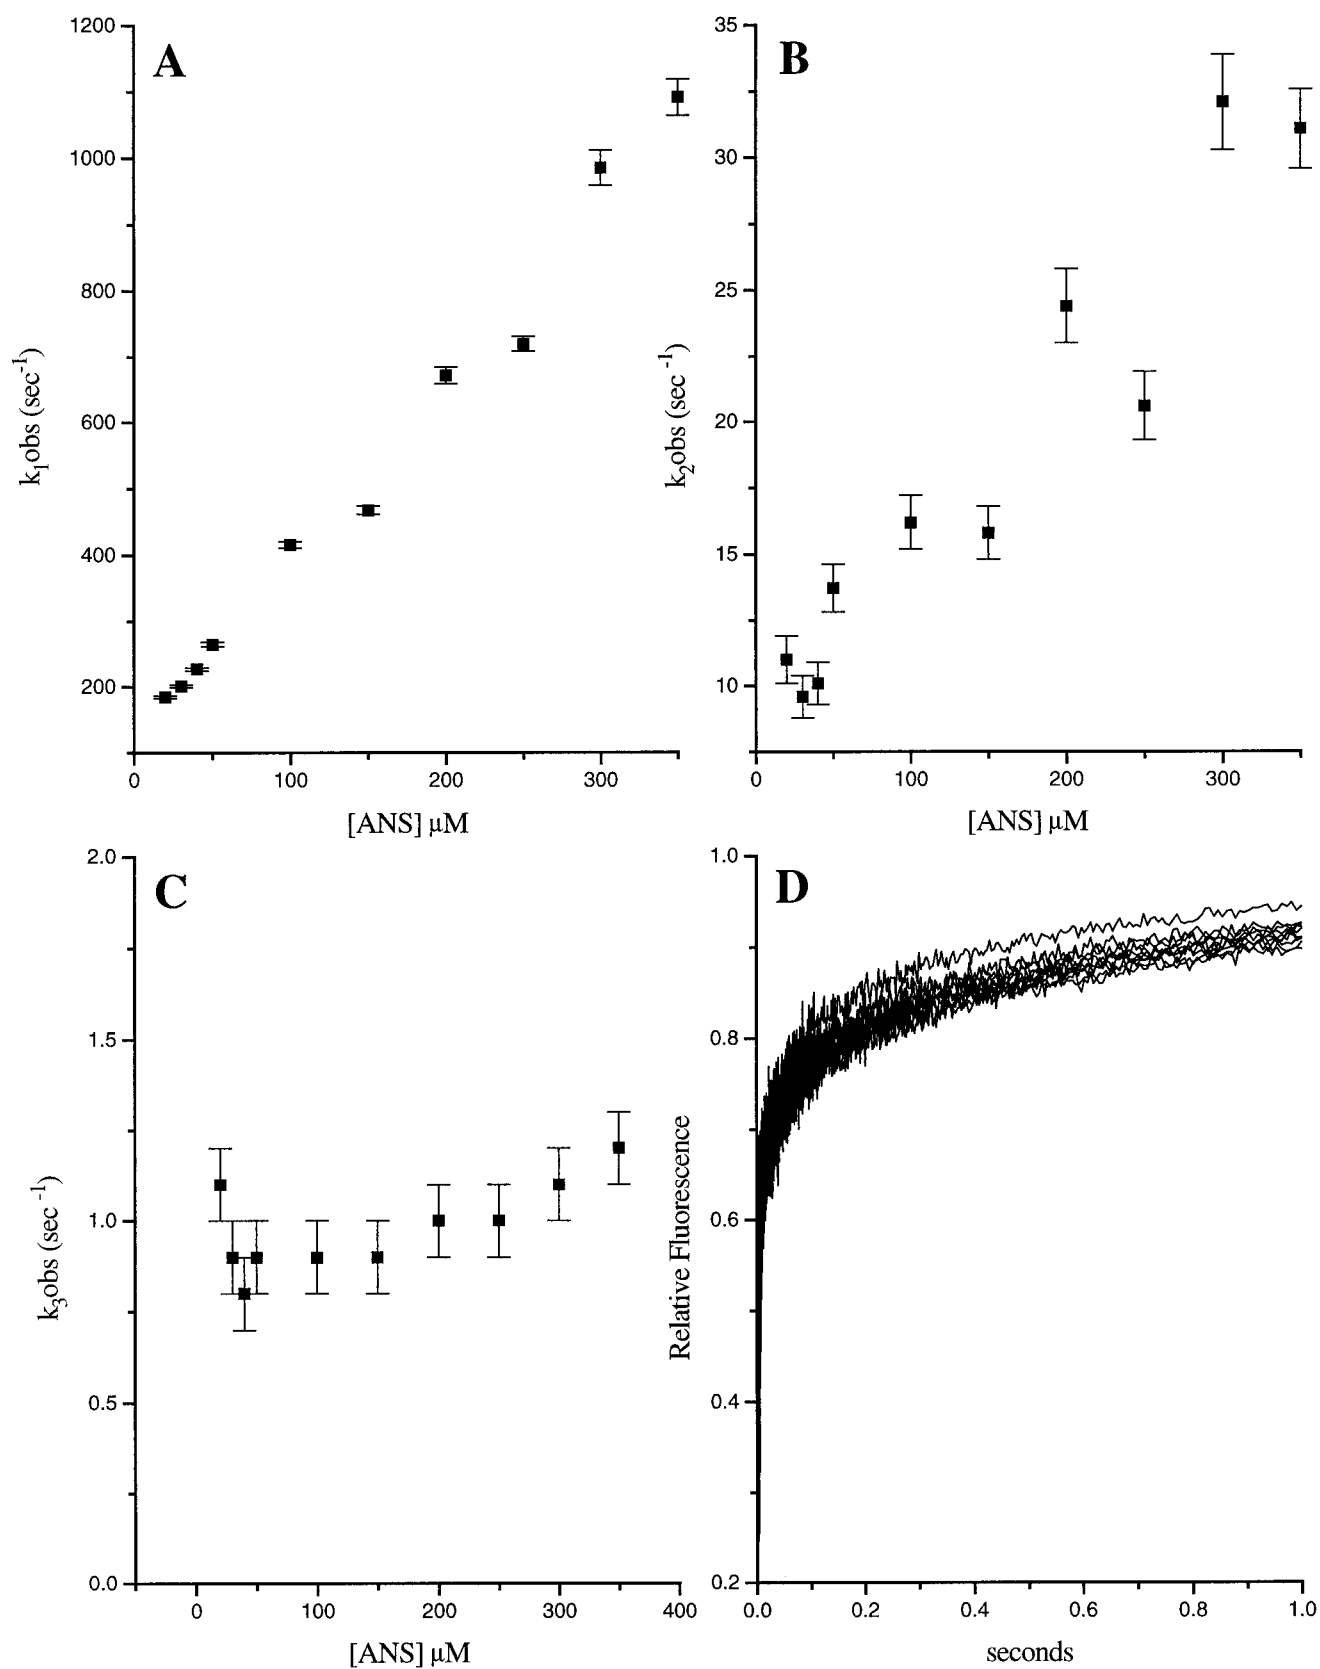 A
1200
1000
800
600
400
200
k1obs (sec-1)
0 100 200 300
[ANS] μM
B
35
30
25
20
15
10
k2obs (sec -1)
0 100 200 300
[ANS] μM
C
2.0
1.5
1.0
0.5
0.0
k3obs (sec -1)
0 100 200 300 400
[ANS] μM
D
1.0
0.8
0.6
0.4
0.2
Relative Fluorescence
0.0 0.2 0.4 0.6 0.8 1.0
seconds